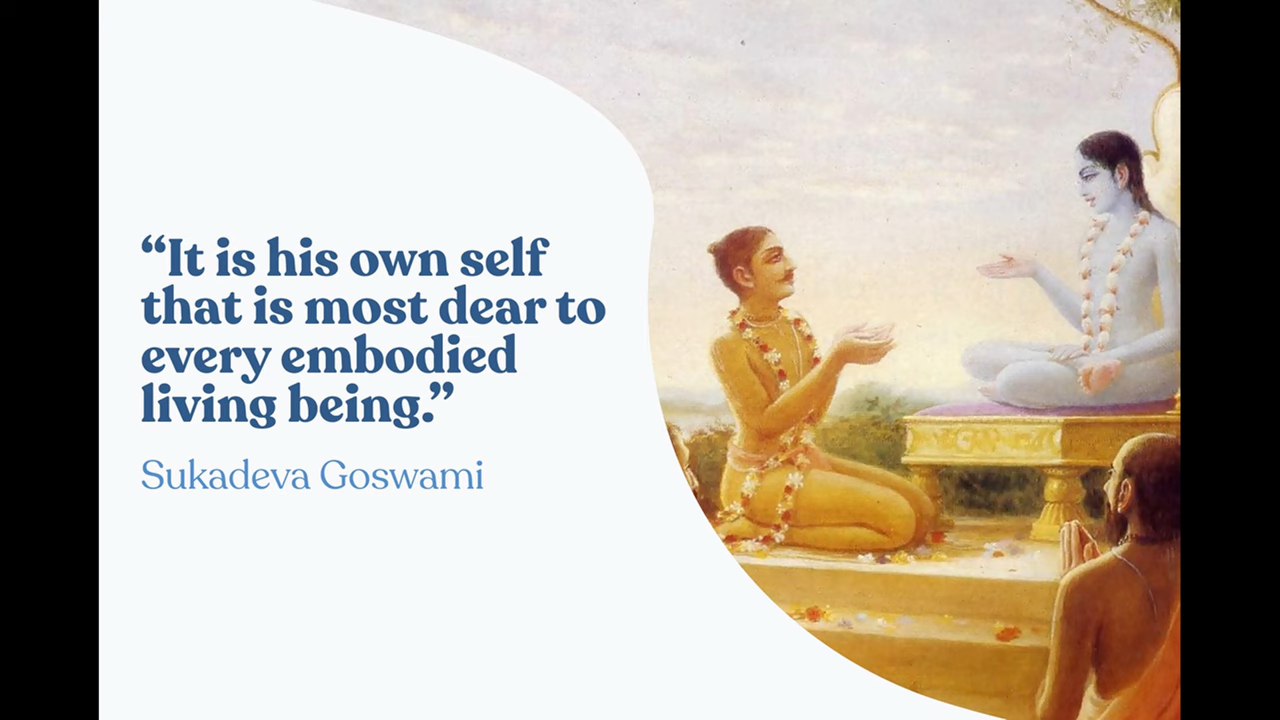 “It is his own self
that is most dear to
every embodied
living being.”
Sukadeva Goswami